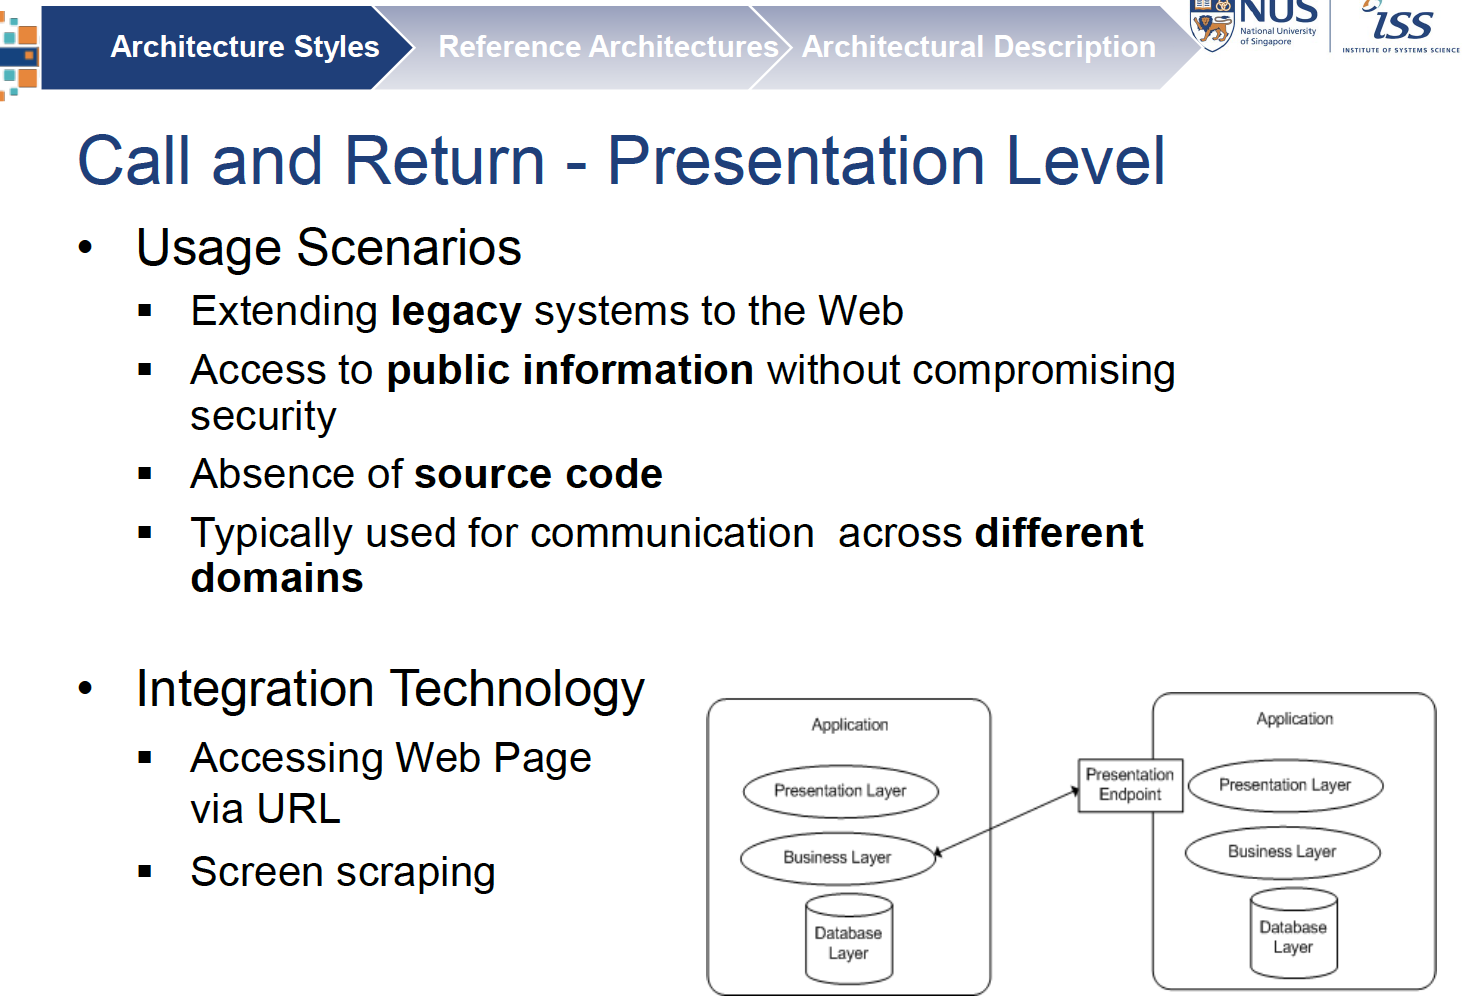 Architecture Styles
Reference Architectures
Architectural Description
NUS
National University
of Singapore
iss
INSTITUTE OF SYSTEMS SCIENCE
Call and Return - Presentation Level
• Usage Scenarios
▪ Extending legacy systems to the Web
▪ Access to public information without compromising
security
▪ Absence of source code
▪ Typically used for communication  across different
domains
• Integration Technology
▪ Accessing Web Page
via URL
▪ Screen scraping
Application
Presentation Layer
Business Layer
Database
Layer
Presentation
Endpoint
Application
Presentation Layer
Business Layer
Database
Layer